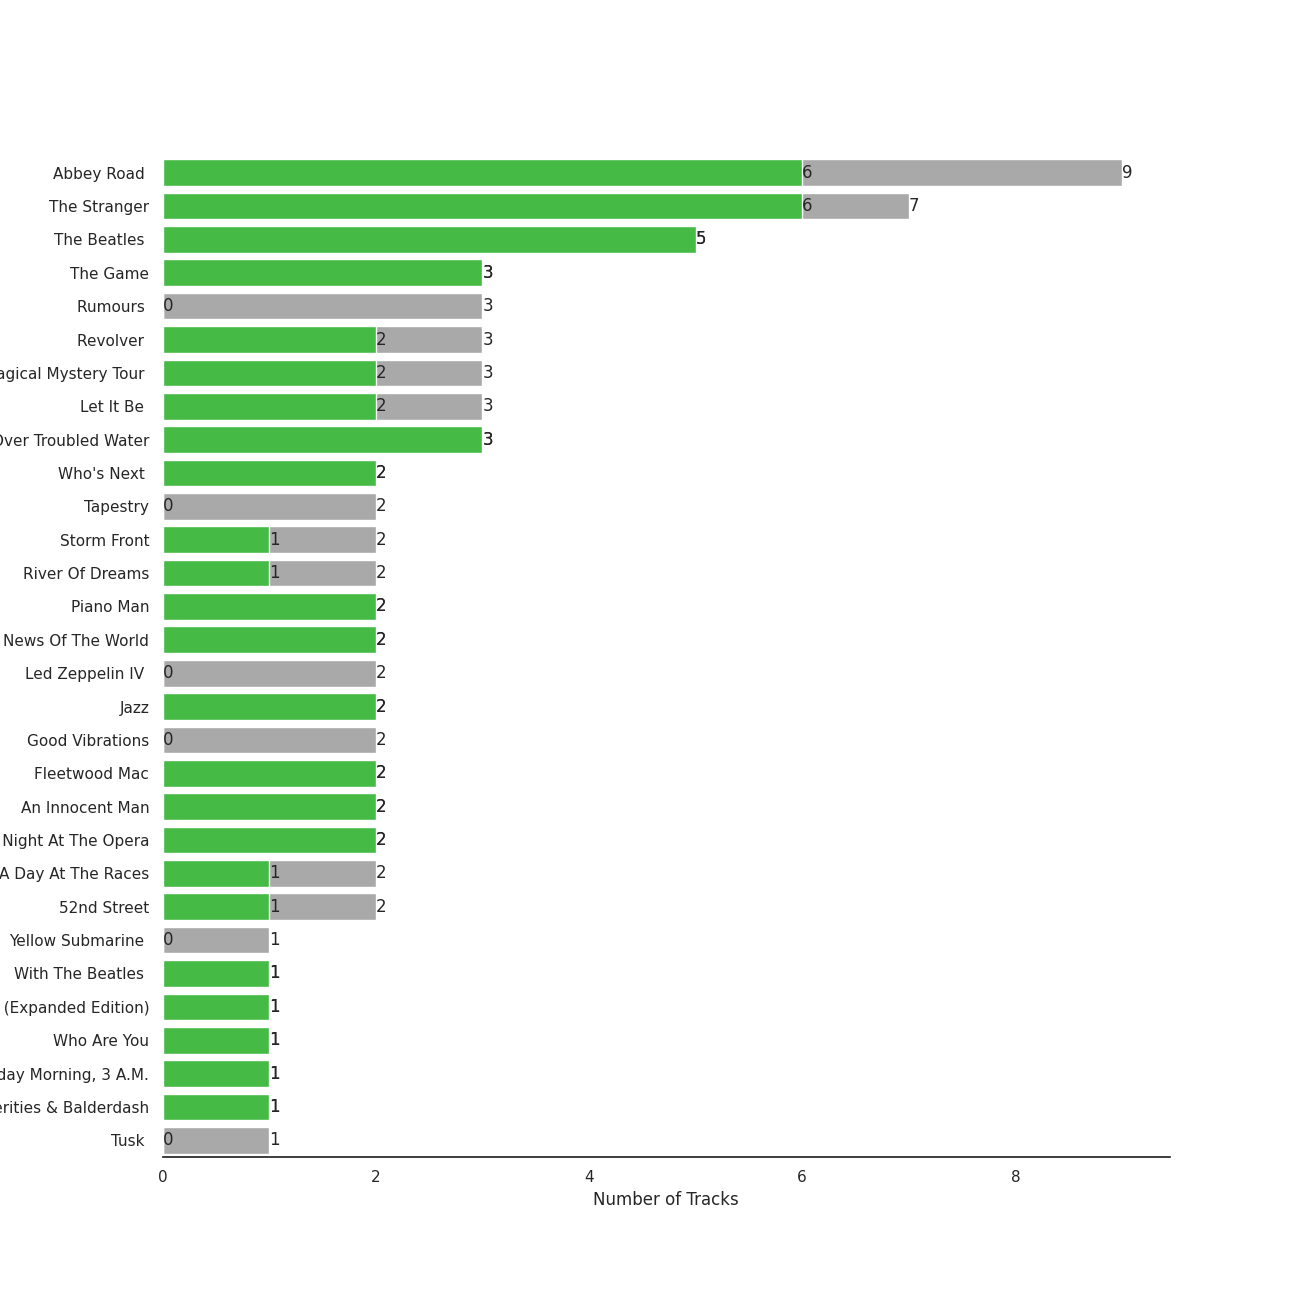 Abbey Road 6 9
The Stranger 6 7
The Beatles 5
The Game 3
Rumours 0 3
Revolver 2 3
Mystery Tour 2 3
Let It Be 2 3
Over Troubled Water 3
Who's Next 2
Tapestry 0 2
Storm Front 1 2
River Of Dreams 1 2
Piano Man 2
News Of The World 2
Led Zeppelin IV 0 2
Jazz 2
Good Vibrations 0 2
Fleetwood Mac 2
An Innocent Man 2
Night At The Opera 2
A Day At The Races 1 2
52nd Street 1 2
Yellow Submarine 0 1
With The Beatles 1
(Expanded Edition) 1
Who Are You 1
Morning, 3 A.M. 1
& Balderdash 1
Tusk 0 1
0 2 4 6 8
Number of Tracks